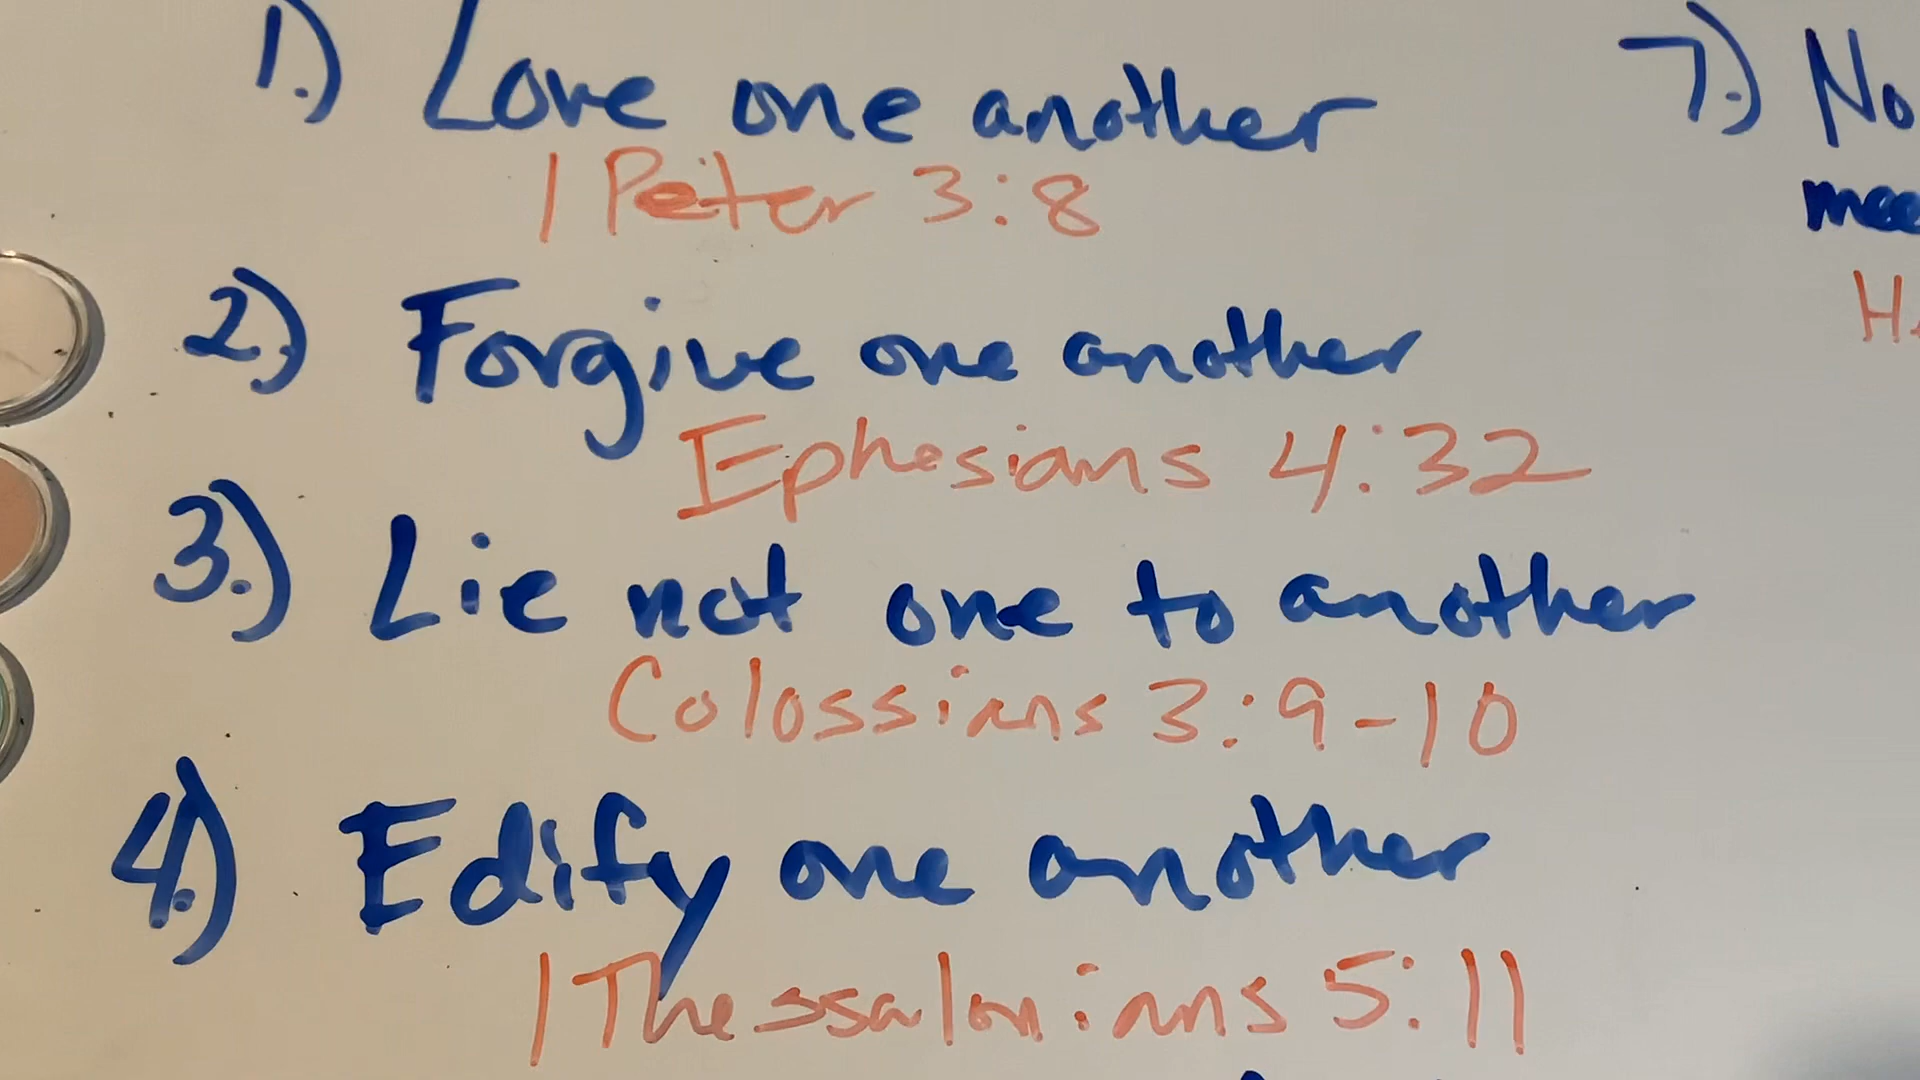 1.) Love one another
1 Peter 3:8
2.) Forgive one another
Ephesians 4:32
3.) Lie not one to another
Colossians 3:9-10
4.) Edify one another
1 Thessalonians 5:11
7.) No